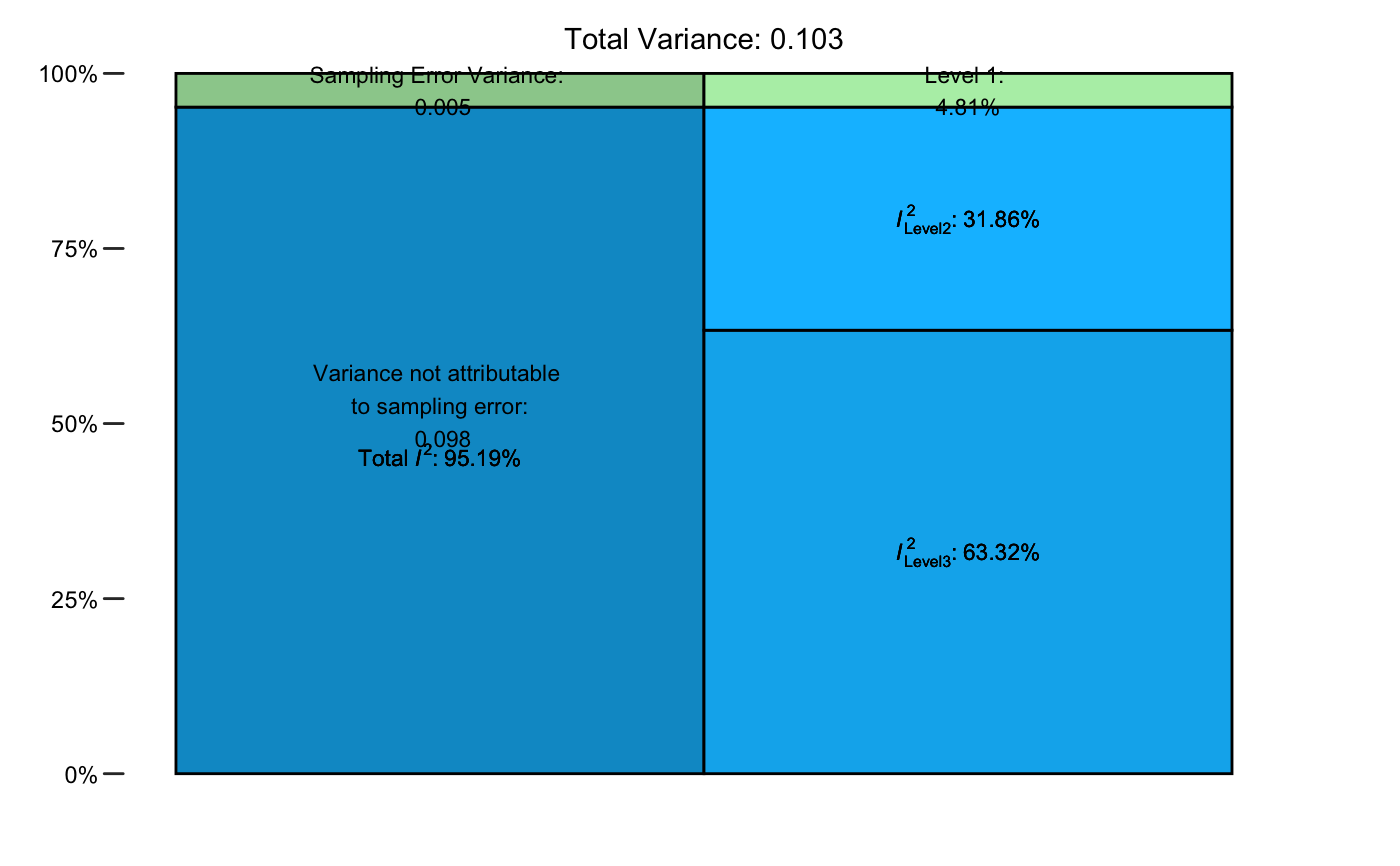 Total Variance: 0.103
100%
75%
50%
25%
0%
Sampling Error Variance:
0.005
Level 1:
4.81%
Variance not attributable
to sampling error:
0.098
Total I²: 95.19%
I²Level2: 31.86%
I²Level3: 63.32%